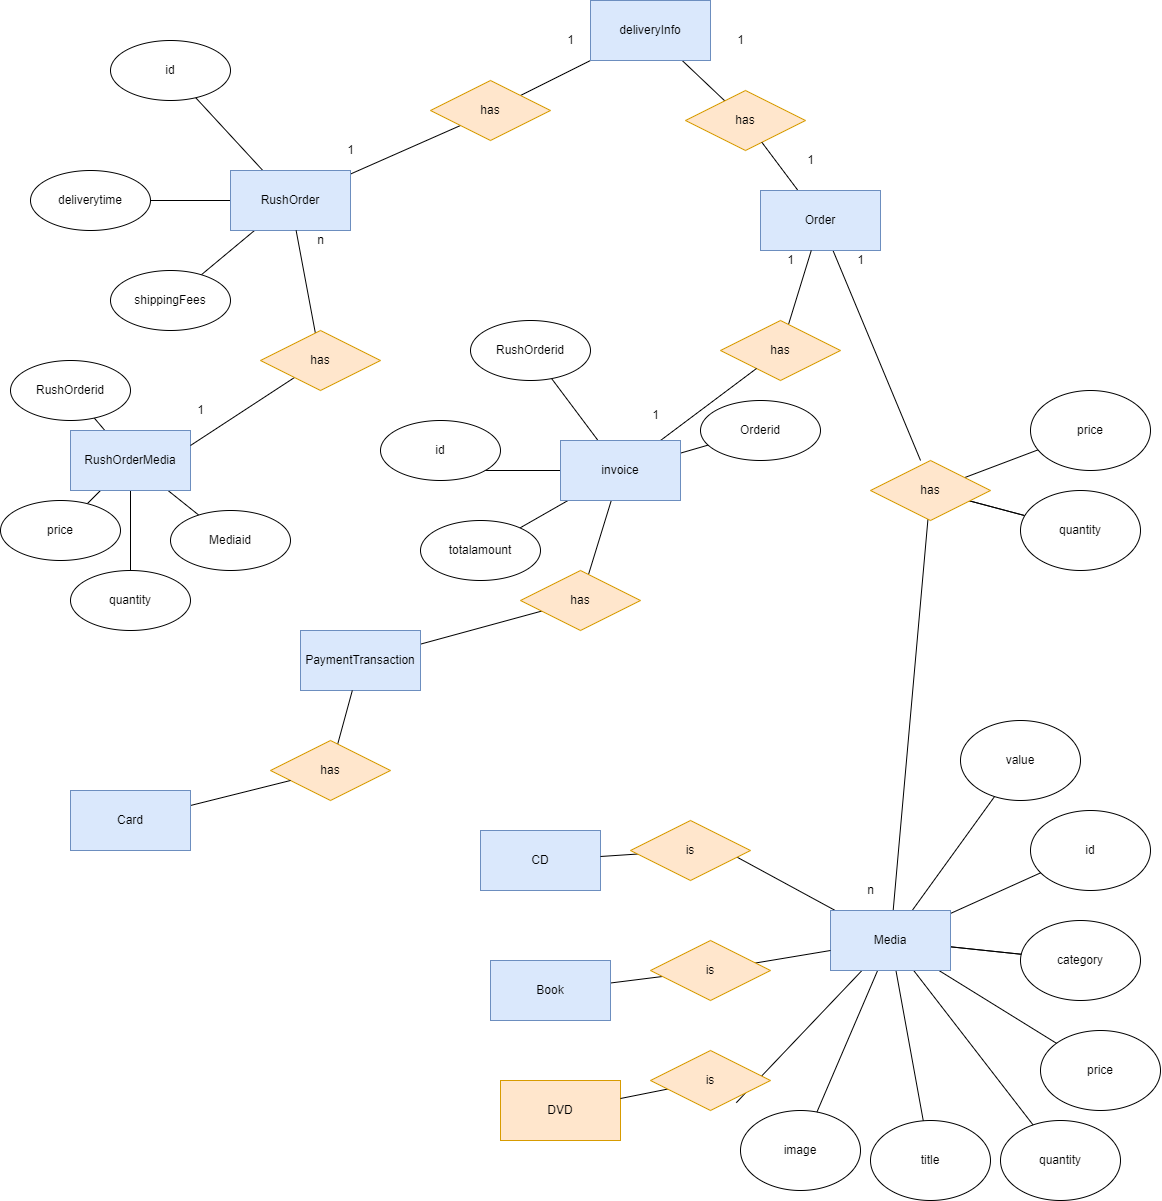 deliveryInfo
1
1
id
has
has
1
1
deliverytime
RushOrder
Order
n
1
1
shippingFees
RushOrderid
has
has
RushOrderid
1
1
price
Orderid
RushOrderMedia
id
invoice
has
price
Mediaid
totalamount
quantity
quantity
has
PaymentTransaction
has
value
Card
CD
is
id
n
Media
category
Book
is
DVD
is
price
image
title
quantity